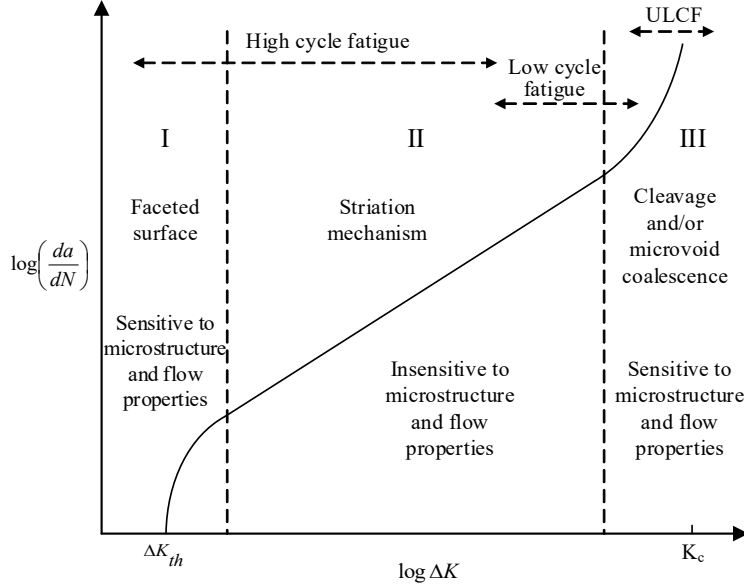 ULCF
High cycle fatigue
Low cycle
fatigue
I
II
III
Faceted
surface
Striation
mechanism
Cleavage
and/or
microvoid
coalescence
log(da/dN)
Sensitive to
microstructure
and flow
properties
Insensitive to
microstructure
and flow
properties
Sensitive to
microstructure
and flow
properties
ΔK_th
log ΔK
K_c